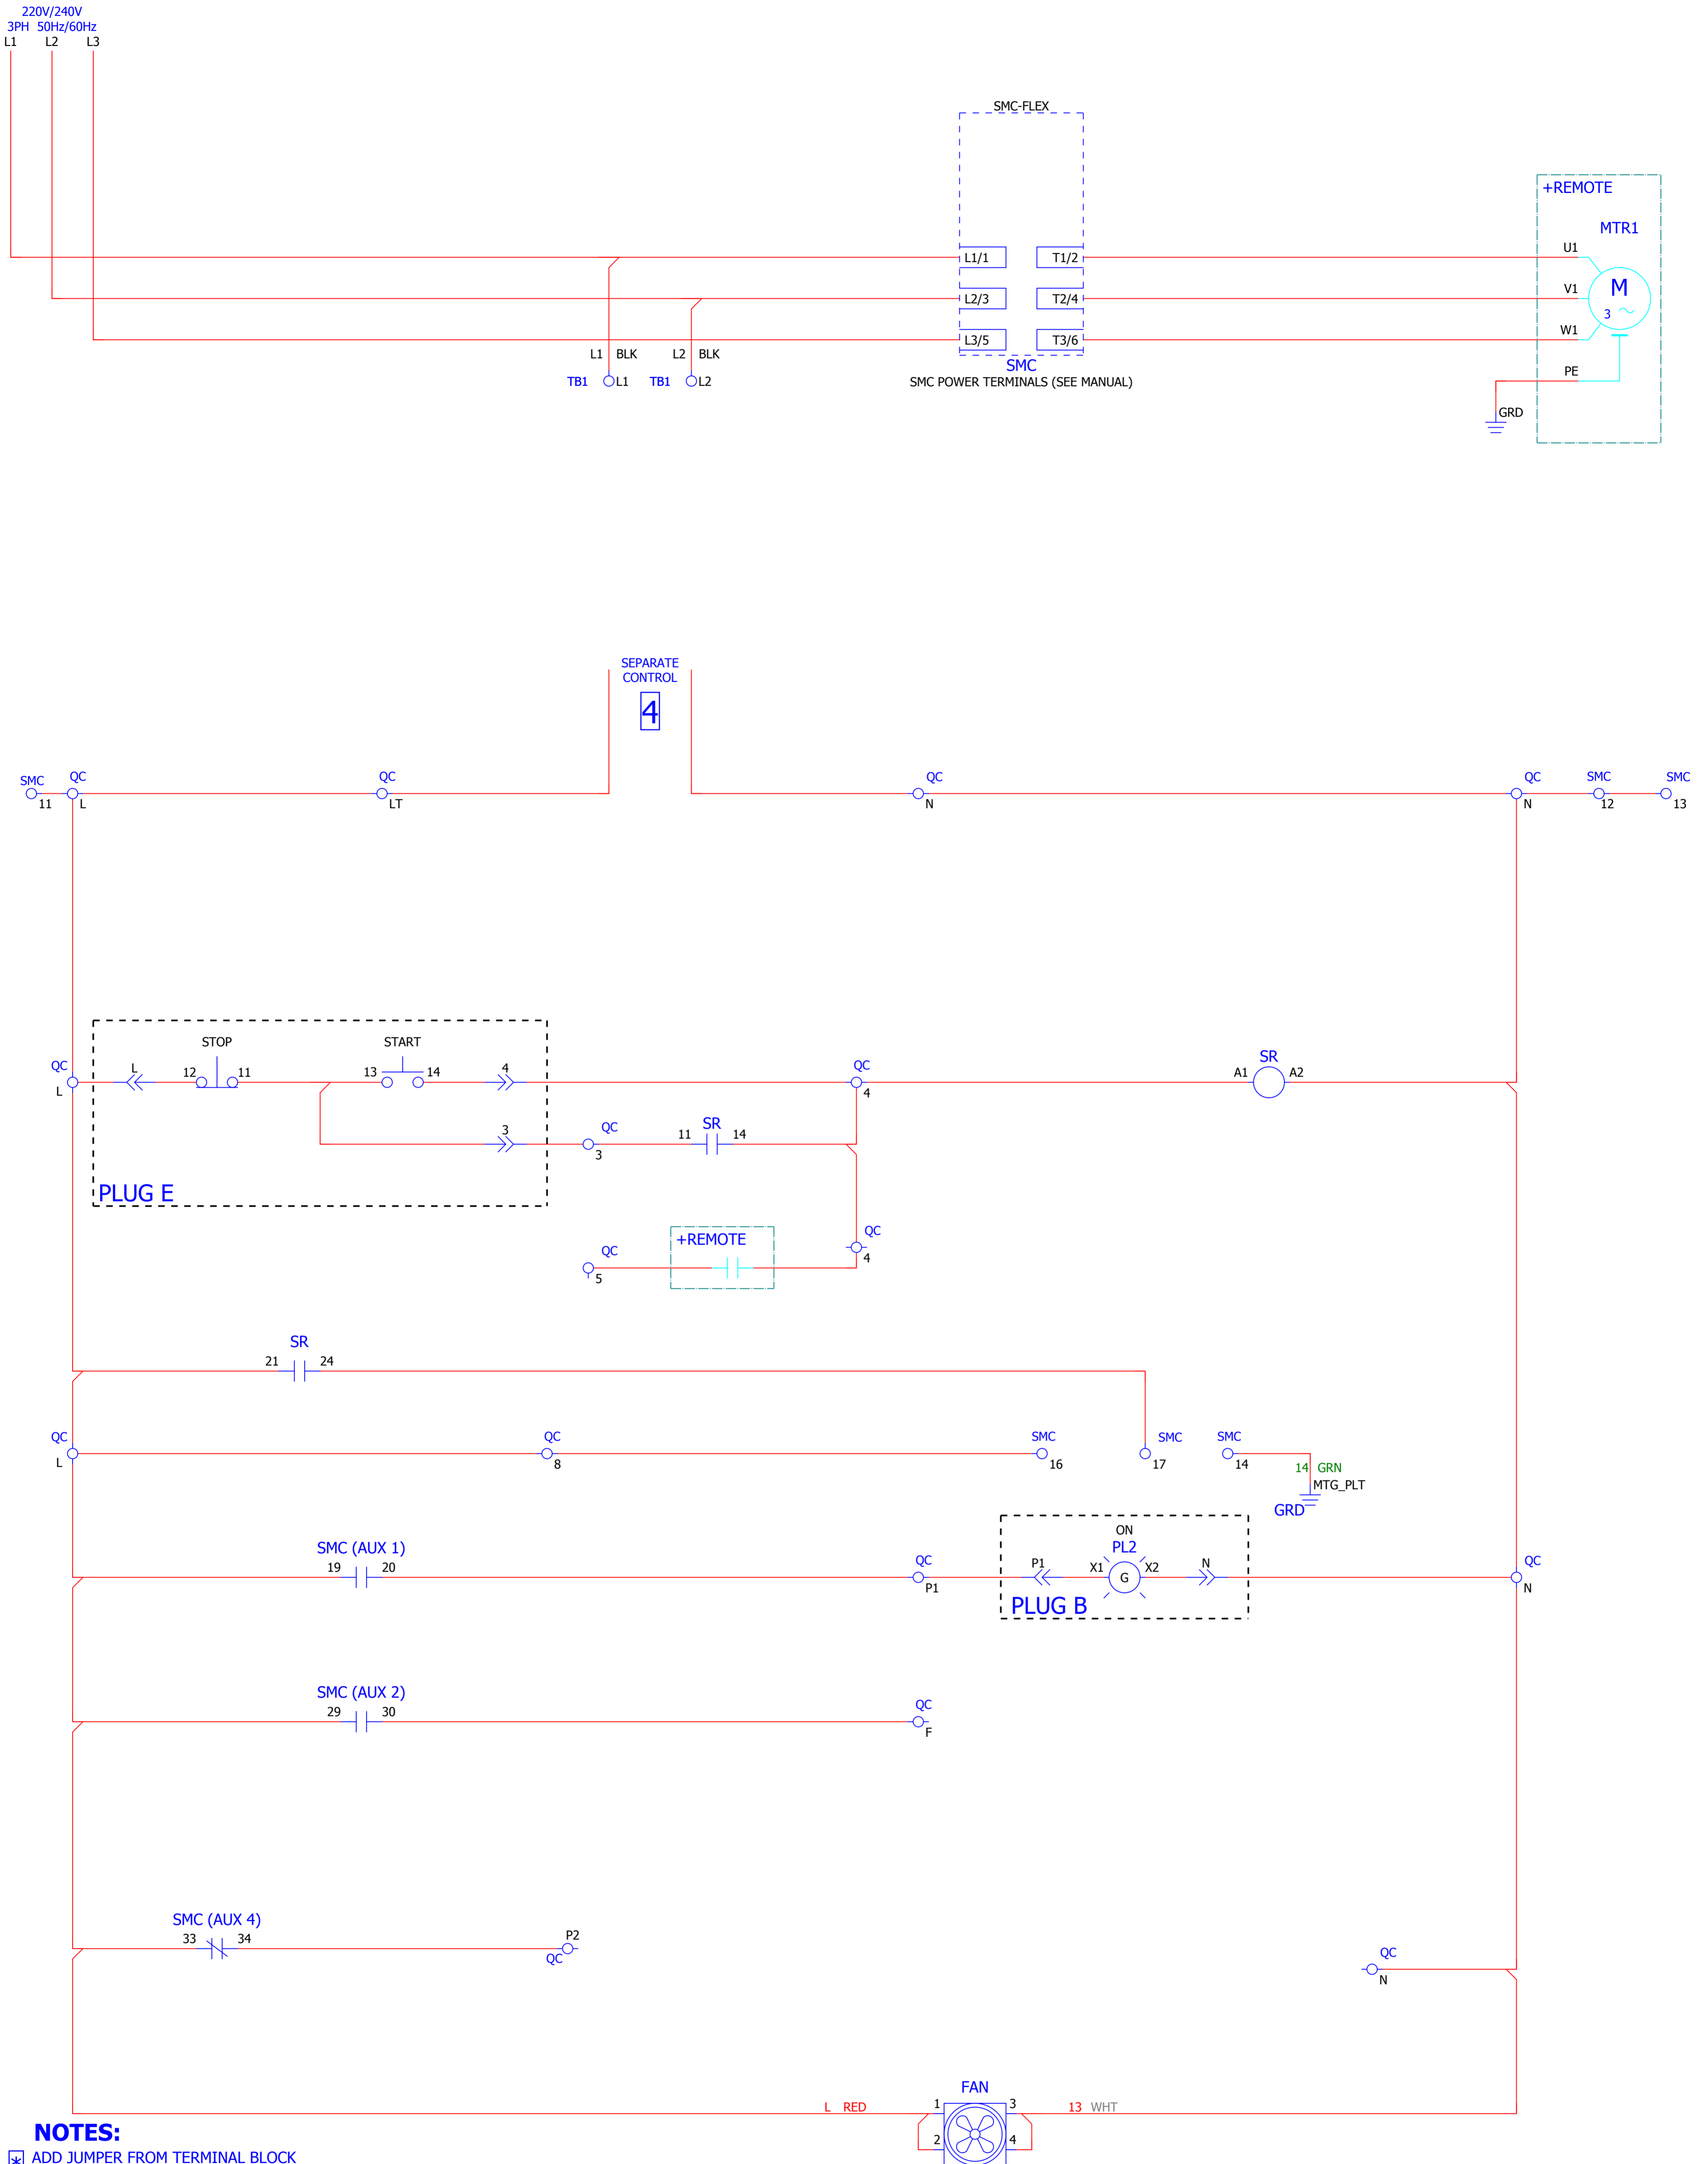 220V/240V
3PH 50Hz/60Hz
L1 L2 L3
SMC-FLEX
+REMOTE
MTR1
L1/1 T1/2 U1
L2/3 T2/4 V1 M
3
L3/5 T3/6 W1
L1 BLK L2 BLK
SMC
TB1 L1 TB1 L2
SMC POWER TERMINALS (SEE MANUAL)
PE
GRD
SEPARATE
CONTROL
4
SMC QC QC QC QC SMC SMC
11 L LT N N 12 13
STOP START
QC L 12 11 13 14 4 QC SR
L 4 A1 A2
3 QC SR
11 14
3
PLUG E
QC +REMOTE QC
5 4
SR
21 24
QC QC SMC SMC SMC
L 8 16 17 14
14 GRN
MTG_PLT
GRD
ON
SMC (AUX 1) PL2
19 20 QC P1 X1 G X2 N QC
P1 N
PLUG B
SMC (AUX 2)
29 30 QC
F
SMC (AUX 4)
33 34 P2
QC
QC
N
FAN
L RED 1 3 13 WHT
2 4
NOTES:
* ADD JUMPER FROM TERMINAL BLOCK